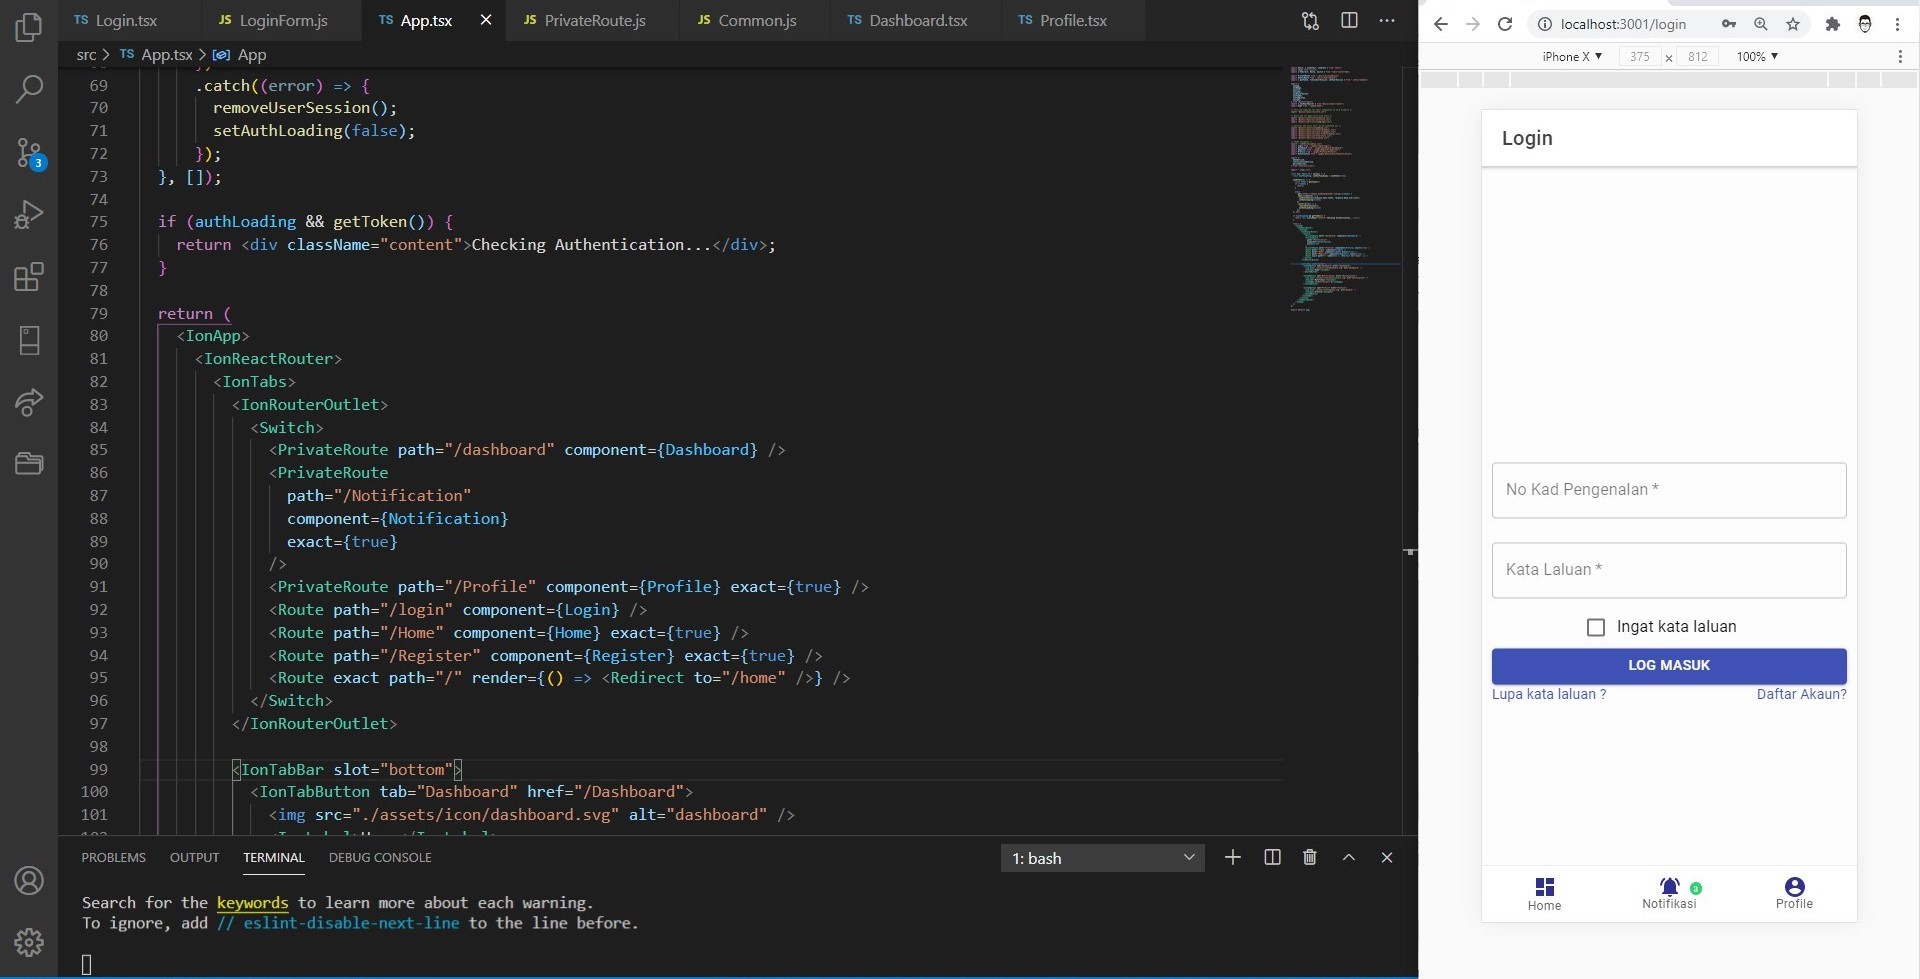 TS Login.tsx
JS LoginForm.js
TS App.tsx
JS PrivateRoute.js
JS Common.js
TS Dashboard.tsx
TS Profile.tsx
src > TS App.tsx > App
69 .catch((error) => {
70 removeUserSession();
71 setAuthLoading(false);
72 });
73 }, []);
74
75 if (authLoading && getToken()) {
76 return <div className="content">Checking Authentication...</div>;
77 }
78
79 return (
80 <IonApp>
81 <IonReactRouter>
82 <IonTabs>
83 <IonRouterOutlet>
84 <Switch>
85 <PrivateRoute path="/dashboard" component={Dashboard} />
86 <PrivateRoute
87 path="/Notification"
88 component={Notification}
89 exact={true}
90 />
91 <PrivateRoute path="/Profile" component={Profile} exact={true} />
92 <Route path="/login" component={Login} />
93 <Route path="/Home" component={Home} exact={true} />
94 <Route path="/Register" component={Register} exact={true} />
95 <Route exact path="/" render={() => <Redirect to="/home" />} />
96 </Switch>
97 </IonRouterOutlet>
98
99 <IonTabBar slot="bottom">
100 <IonTabButton tab="Dashboard" href="/Dashboard">
101 <img src="./assets/icon/dashboard.svg" alt="dashboard" />
3
PROBLEMS OUTPUT TERMINAL DEBUG CONSOLE
1: bash
Search for the keywords to learn more about each warning.
To ignore, add // eslint-disable-next-line to the line before.
localhost:3001/login
iPhone X ▼ 375 x 812 100% ▼
Login
No Kad Pengenalan *
Kata Laluan *
Ingat kata laluan
LOG MASUK
Lupa kata laluan ? Daftar Akaun?
3
Home Notifikasi Profile